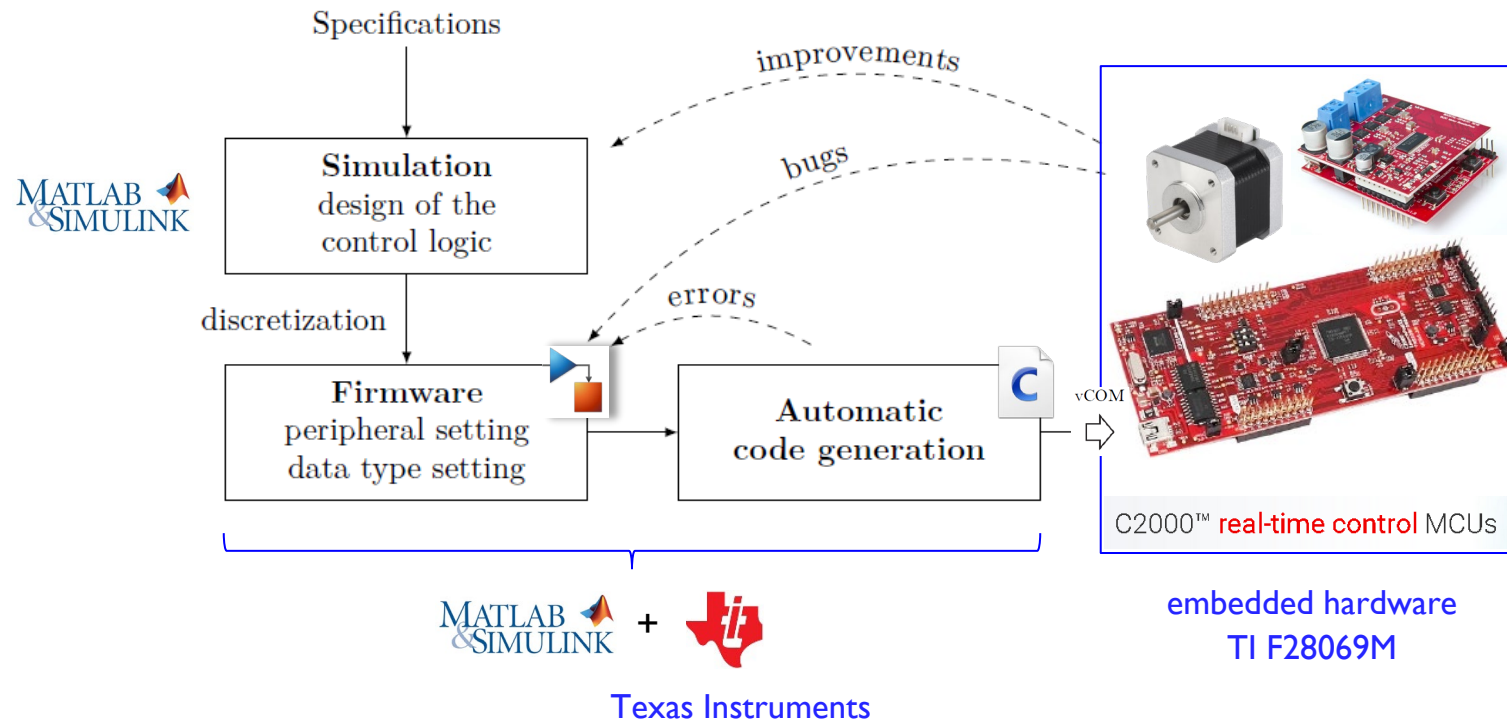 Specifications
improvements
bugs
errors
MATLAB
&SIMULINK
Simulation
design of the
control logic
discretization
Firmware
peripheral setting
data type setting
Automatic
code generation
C
vCOM
C2000™ real-time control MCUs
MATLAB
&SIMULINK
+
ti
Texas Instruments
embedded hardware
TI F28069M